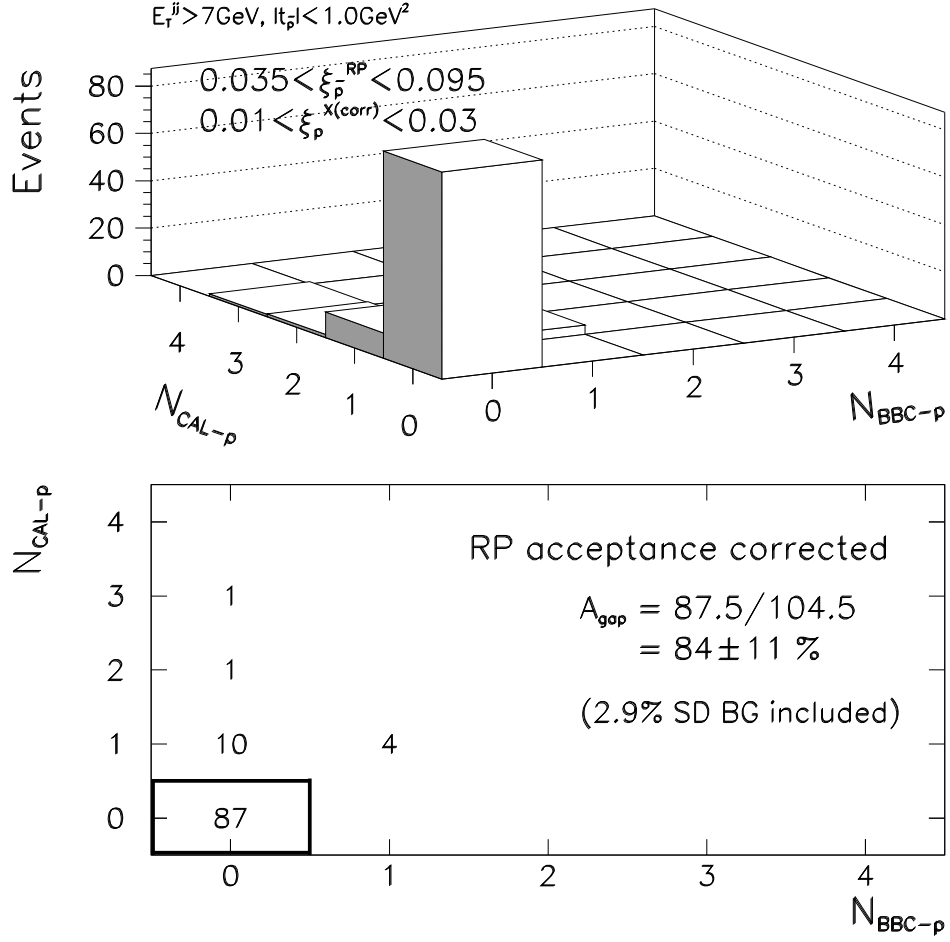 E_T^jj>7GeV, |t_p̄|<1.0GeV²
0.035<ξ_p̄^RP<0.095
0.01<ξ_p^X(corr)<0.03
Events
80
60
40
20
0
4
3
2
1
0
N_CAL-p
0
1
2
3
4
N_BBC-p
N_CAL-p
4
3
2
1
0
RP acceptance corrected
A_gap = 87.5/104.5
= 84±11 %
(2.9% SD BG included)
1
1
10 4
87
0 1 2 3 4
N_BBC-p